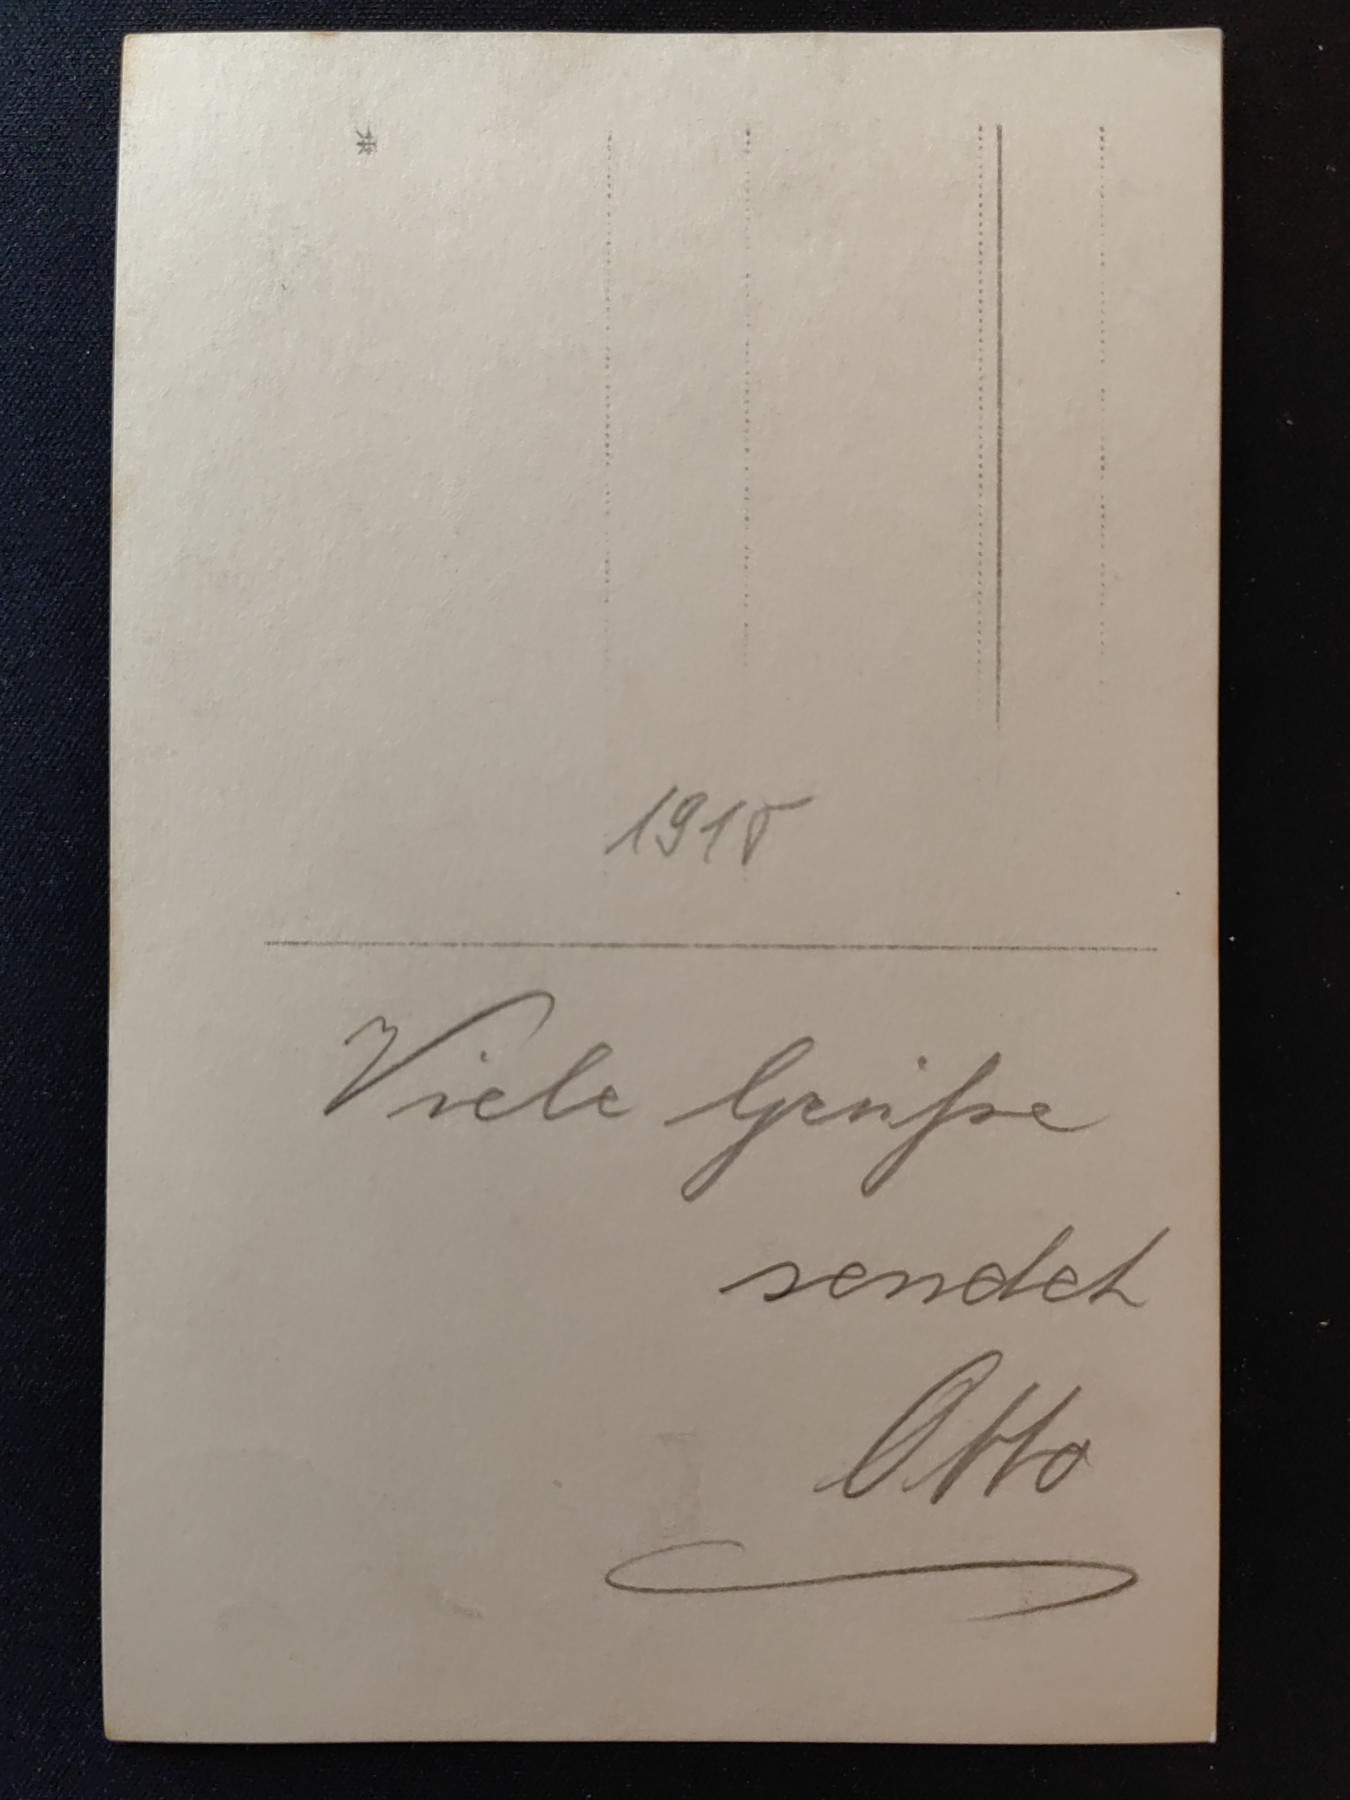 1918
Viele Grüße
sendet
Otto